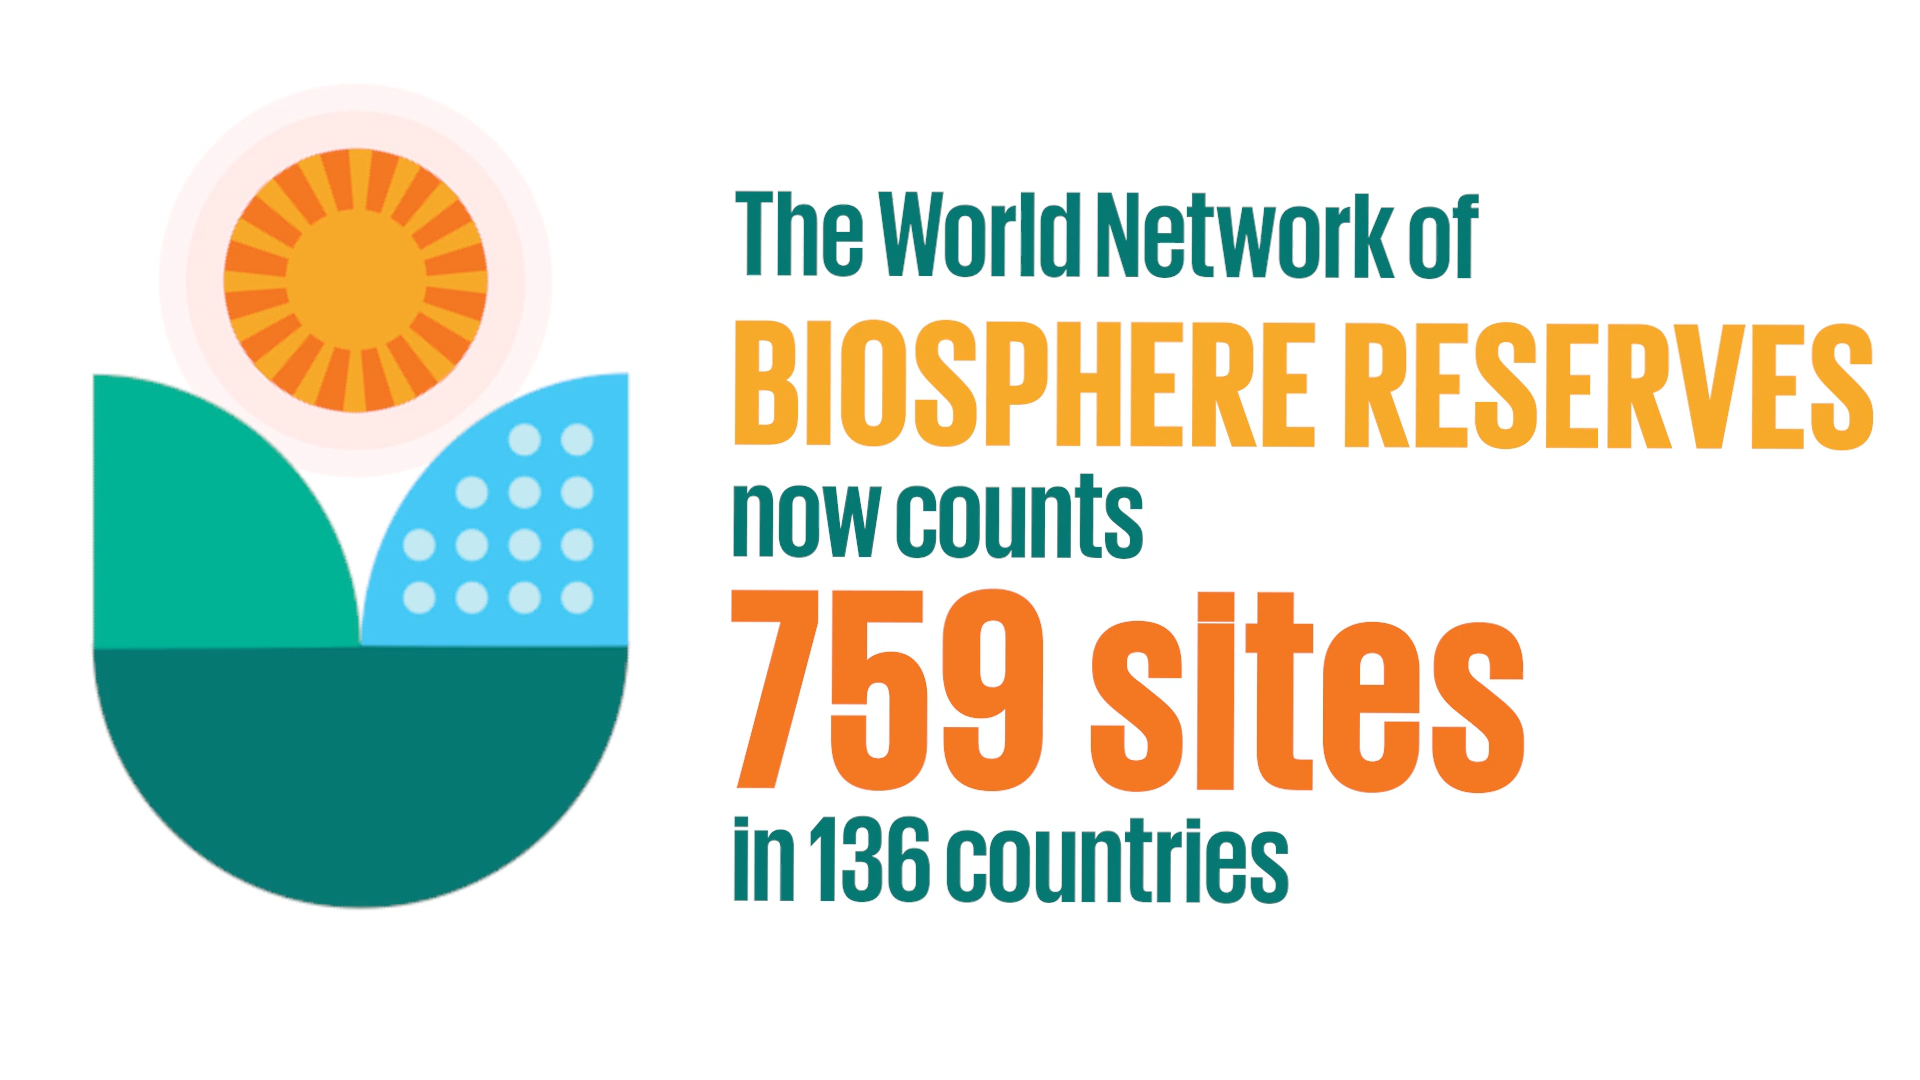 The World Network of
BIOSPHERE RESERVES
now counts
759 sites
in 136 countries